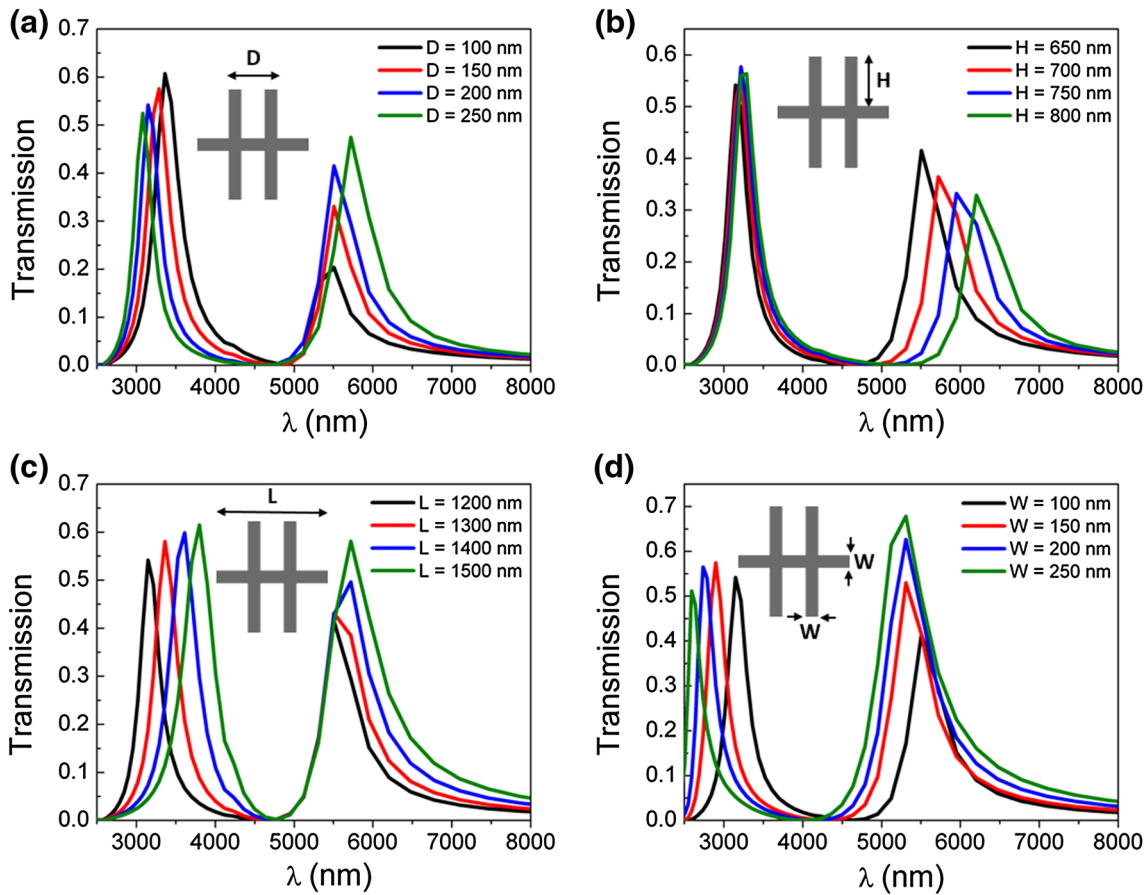 (a)
0.7
0.6
0.5
0.4
0.3
0.2
0.1
0.0
Transmission
D
D = 100 nm
D = 150 nm
D = 200 nm
D = 250 nm
3000 4000 5000 6000 7000 8000
λ (nm)
(b)
0.6
0.5
0.4
0.3
0.2
0.1
0.0
Transmission
H
H = 650 nm
H = 700 nm
H = 750 nm
H = 800 nm
3000 4000 5000 6000 7000 8000
λ (nm)
(c)
0.7
0.6
0.5
0.4
0.3
0.2
0.1
0.0
Transmission
L
L = 1200 nm
L = 1300 nm
L = 1400 nm
L = 1500 nm
3000 4000 5000 6000 7000 8000
λ (nm)
(d)
0.7
0.6
0.5
0.4
0.3
0.2
0.1
0.0
Transmission
W
W
W = 100 nm
W = 150 nm
W = 200 nm
W = 250 nm
3000 4000 5000 6000 7000 8000
λ (nm)